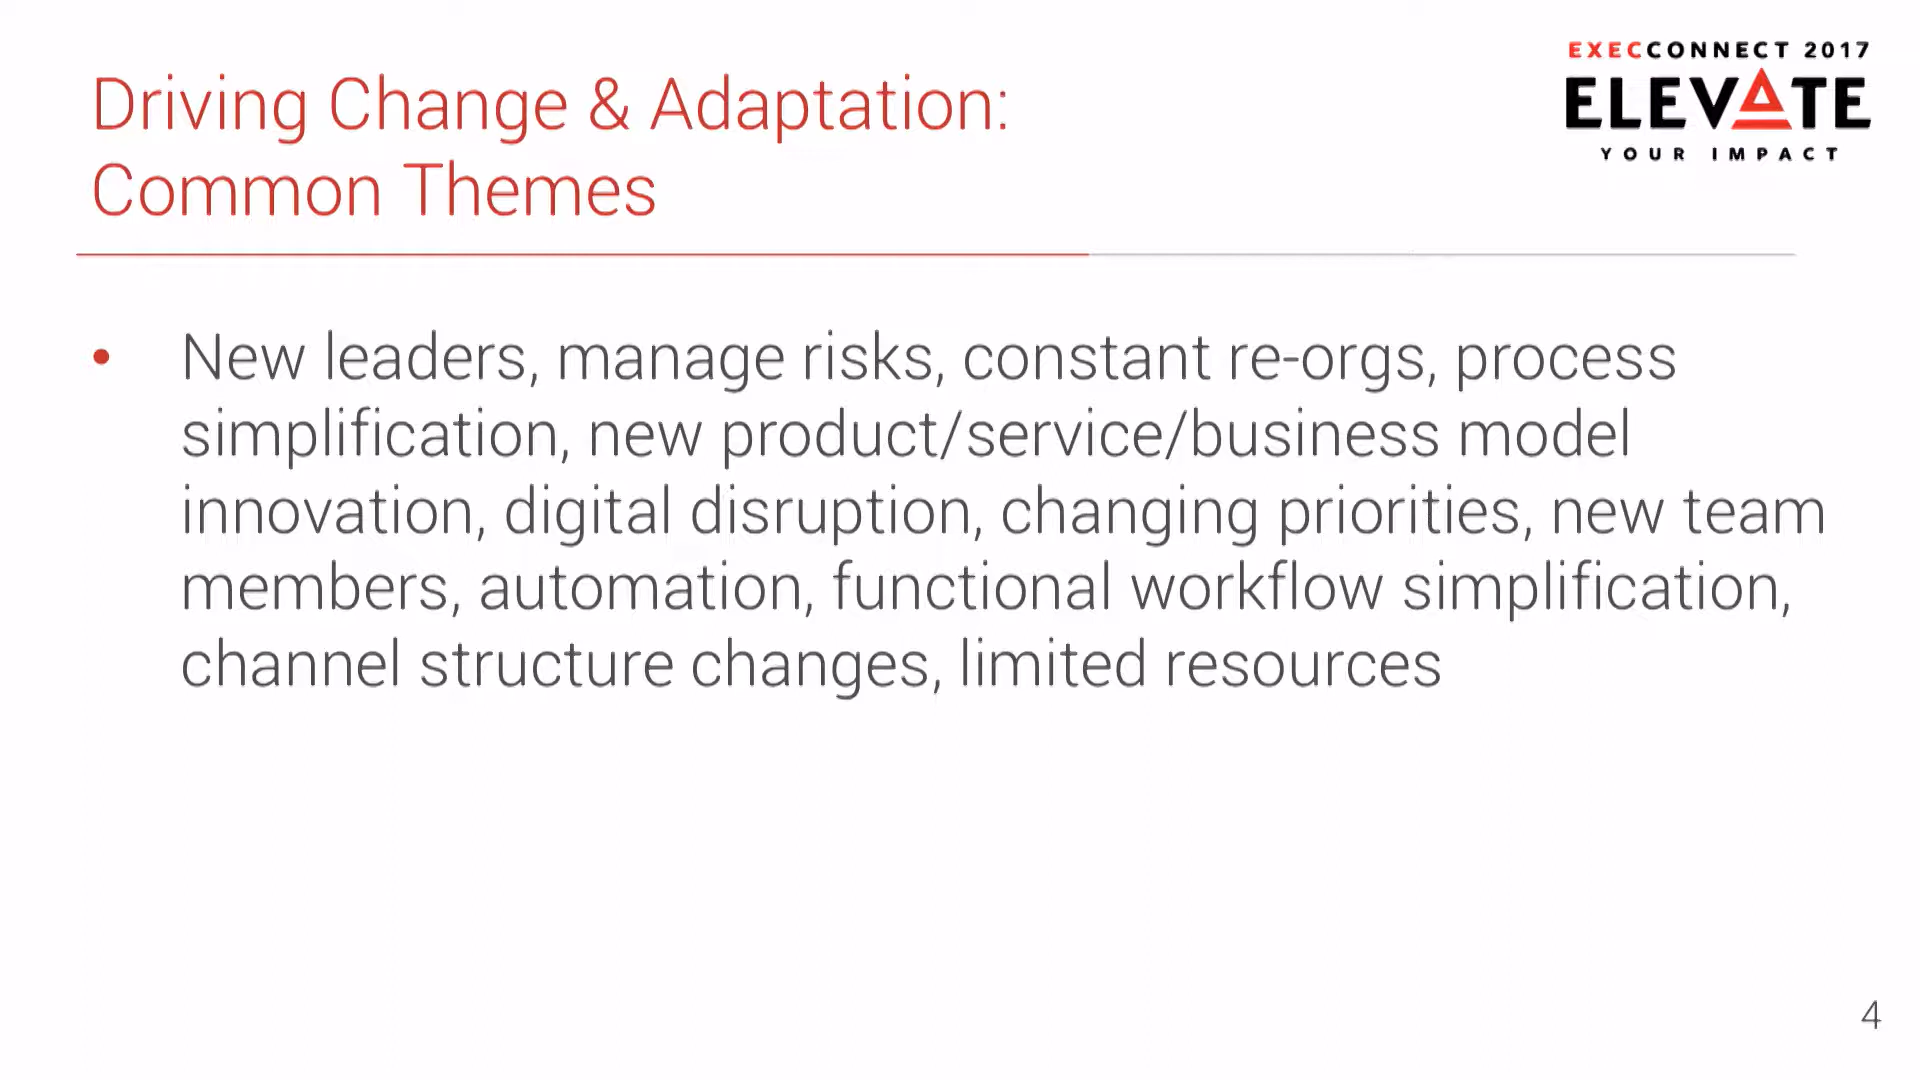 EXECCONNECT 2017
ELEVATE
YOUR IMPACT
Driving Change & Adaptation:
Common Themes
• New leaders, manage risks, constant re-orgs, process
simplification, new product/service/business model
innovation, digital disruption, changing priorities, new team
members, automation, functional workflow simplification,
channel structure changes, limited resources
4